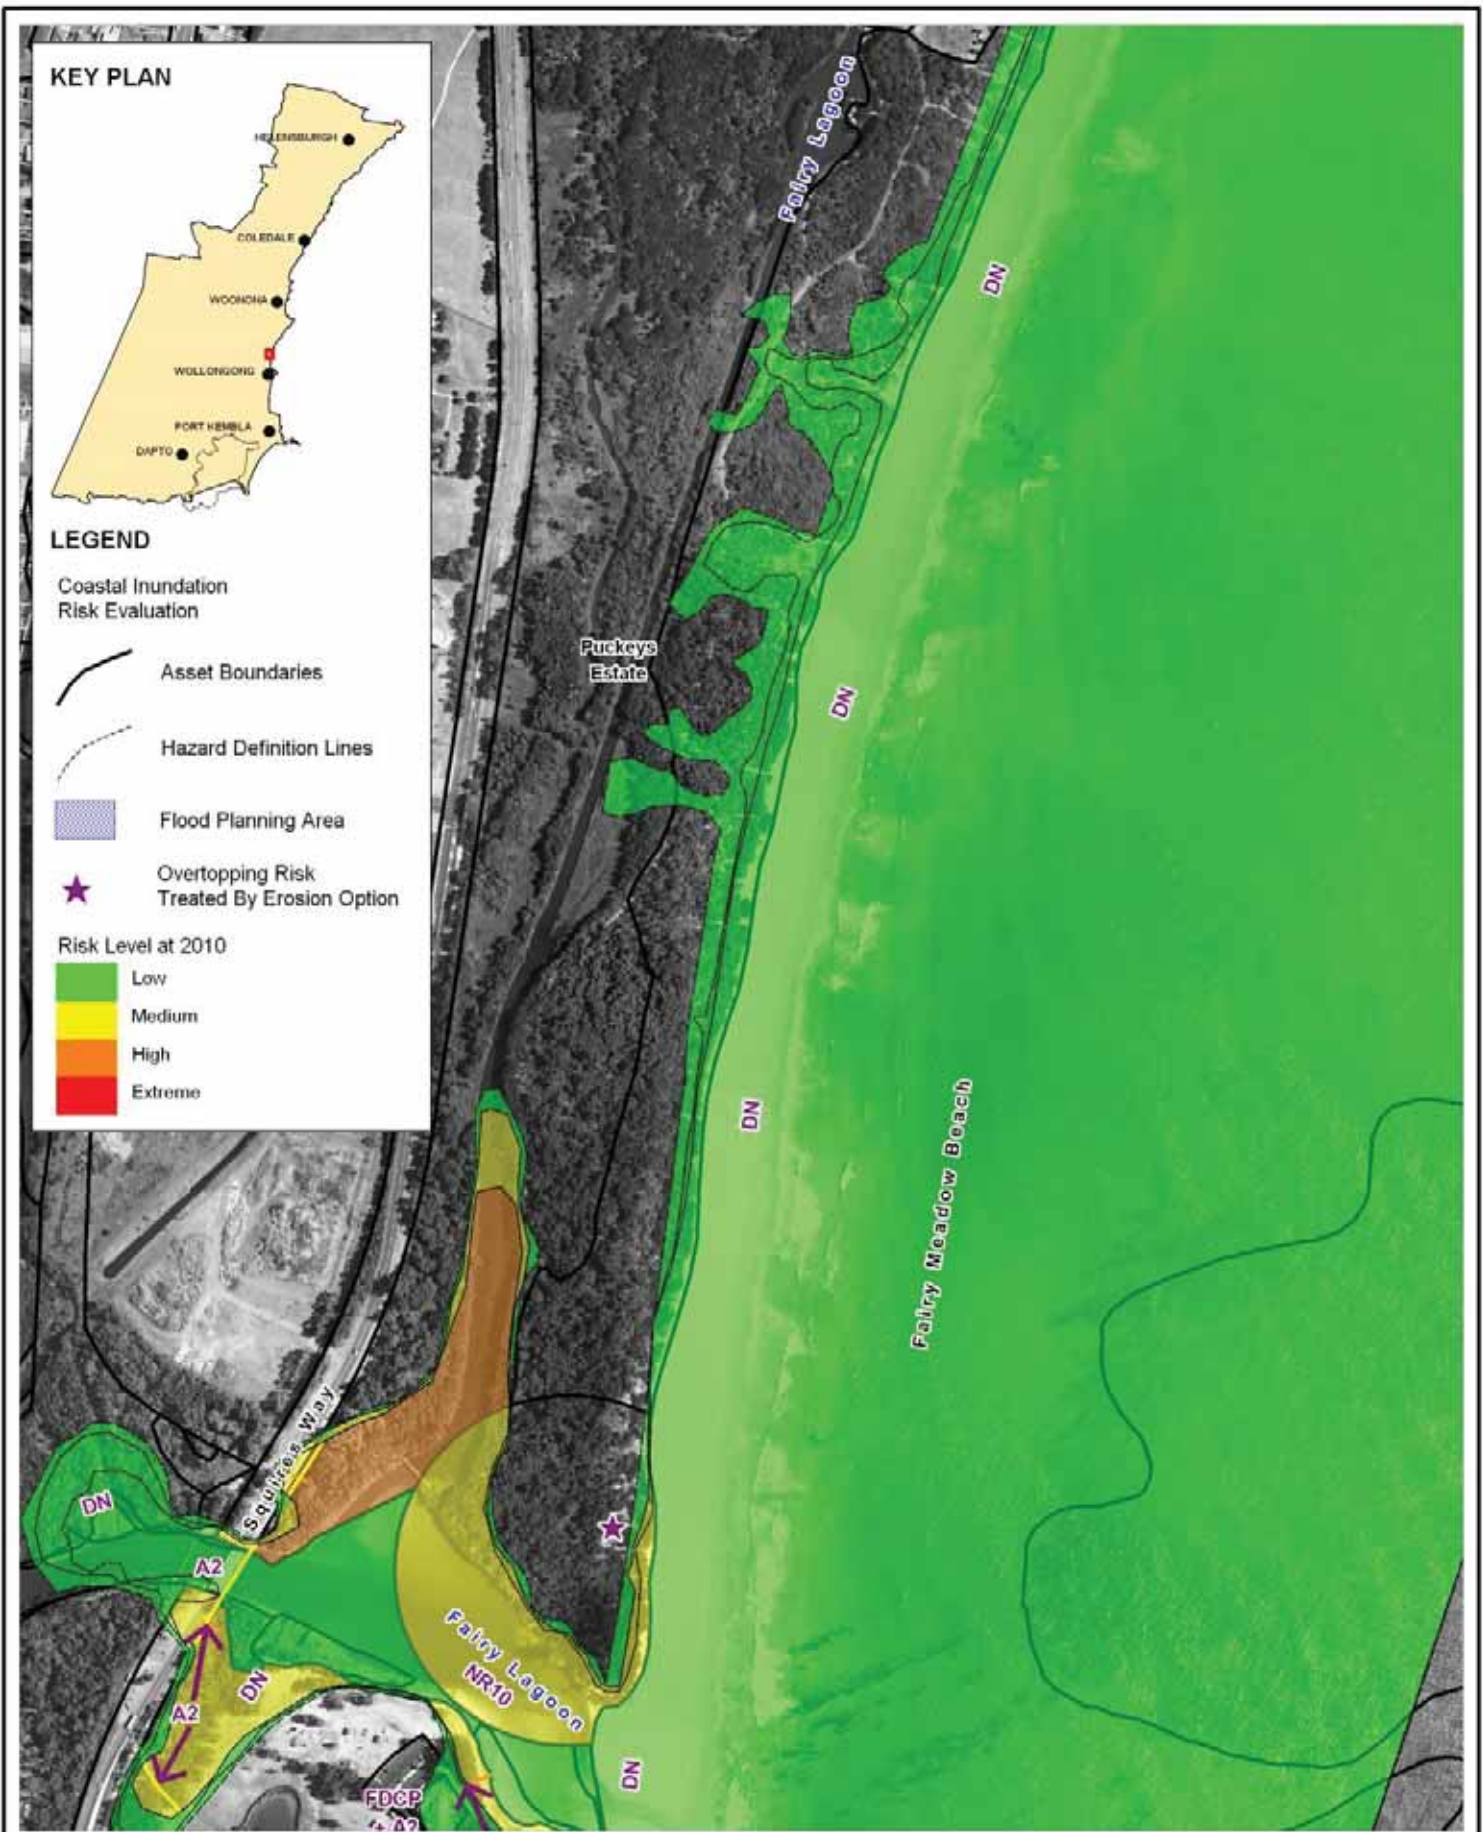 KEY PLAN
HELENSBURGH
COLEDALE
WOONONA
WOLLONGONG
PORT KEMBLA
DAPTO
LEGEND
Coastal Inundation
Risk Evaluation
Asset Boundaries
Hazard Definition Lines
Flood Planning Area
Overtopping Risk
Treated By Erosion Option
Risk Level at 2010
Low
Medium
High
Extreme
Fairy Lagoon
DN
Puckeys
Estate
DN
DN
Fairy Meadow Beach
Squires Way
DN
A2
Fairy Lagoon
NR10
DN
A2
DN
FDCP
+ A2